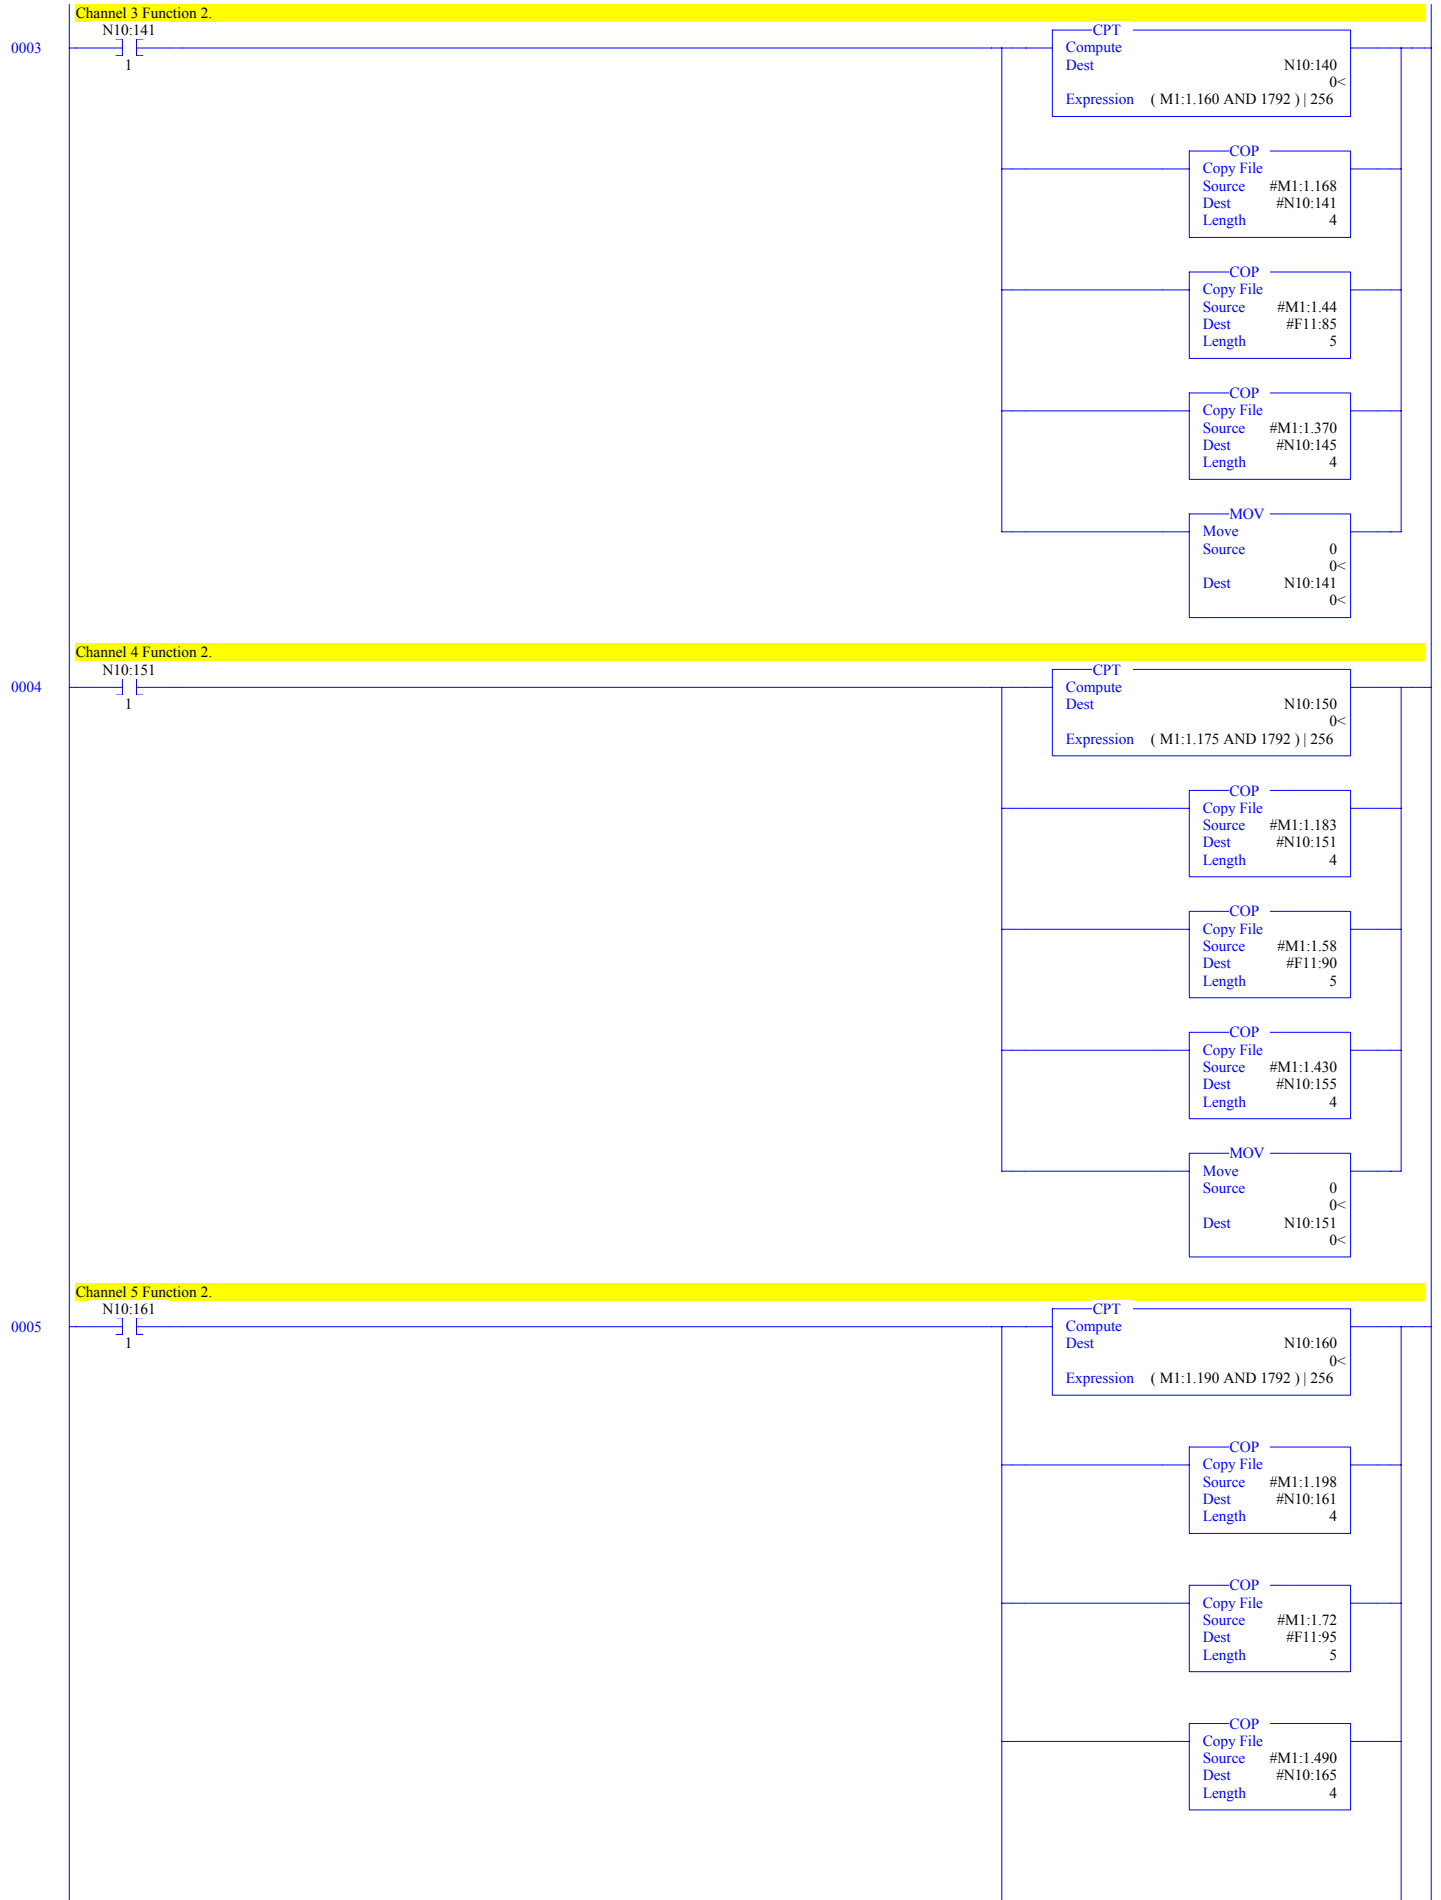 Channel 3 Function 2.
N10:141
0003
1
CPT
Compute
Dest N10:140
0<
Expression ( M1:1.160 AND 1792 ) | 256
COP
Copy File
Source #M1:1.168
Dest #N10:141
Length 4
COP
Copy File
Source #M1:1.44
Dest #F11:85
Length 5
COP
Copy File
Source #M1:1.370
Dest #N10:145
Length 4
MOV
Move
Source 0
0<
Dest N10:141
0<
Channel 4 Function 2.
N10:151
0004
1
CPT
Compute
Dest N10:150
0<
Expression ( M1:1.175 AND 1792 ) | 256
COP
Copy File
Source #M1:1.183
Dest #N10:151
Length 4
COP
Copy File
Source #M1:1.58
Dest #F11:90
Length 5
COP
Copy File
Source #M1:1.430
Dest #N10:155
Length 4
MOV
Move
Source 0
0<
Dest N10:151
0<
Channel 5 Function 2.
N10:161
0005
1
CPT
Compute
Dest N10:160
0<
Expression ( M1:1.190 AND 1792 ) | 256
COP
Copy File
Source #M1:1.198
Dest #N10:161
Length 4
COP
Copy File
Source #M1:1.72
Dest #F11:95
Length 5
COP
Copy File
Source #M1:1.490
Dest #N10:165
Length 4